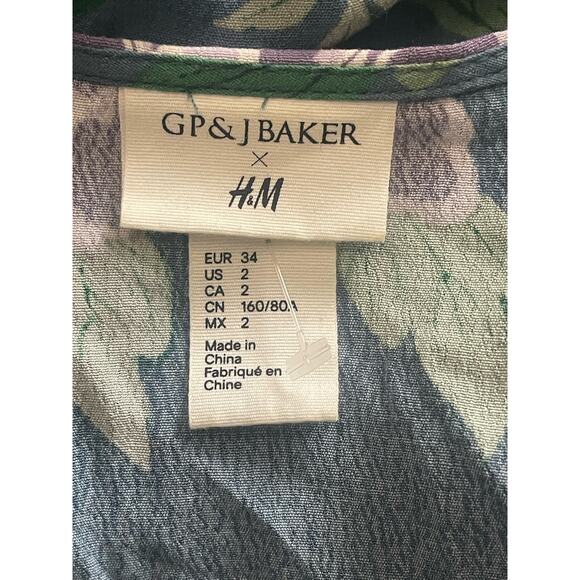 GP & J BAKER
×
H&M
EUR 34
US 2
CA 2
CN 160/80A
MX 2
Made in
China
Fabriqué en
Chine